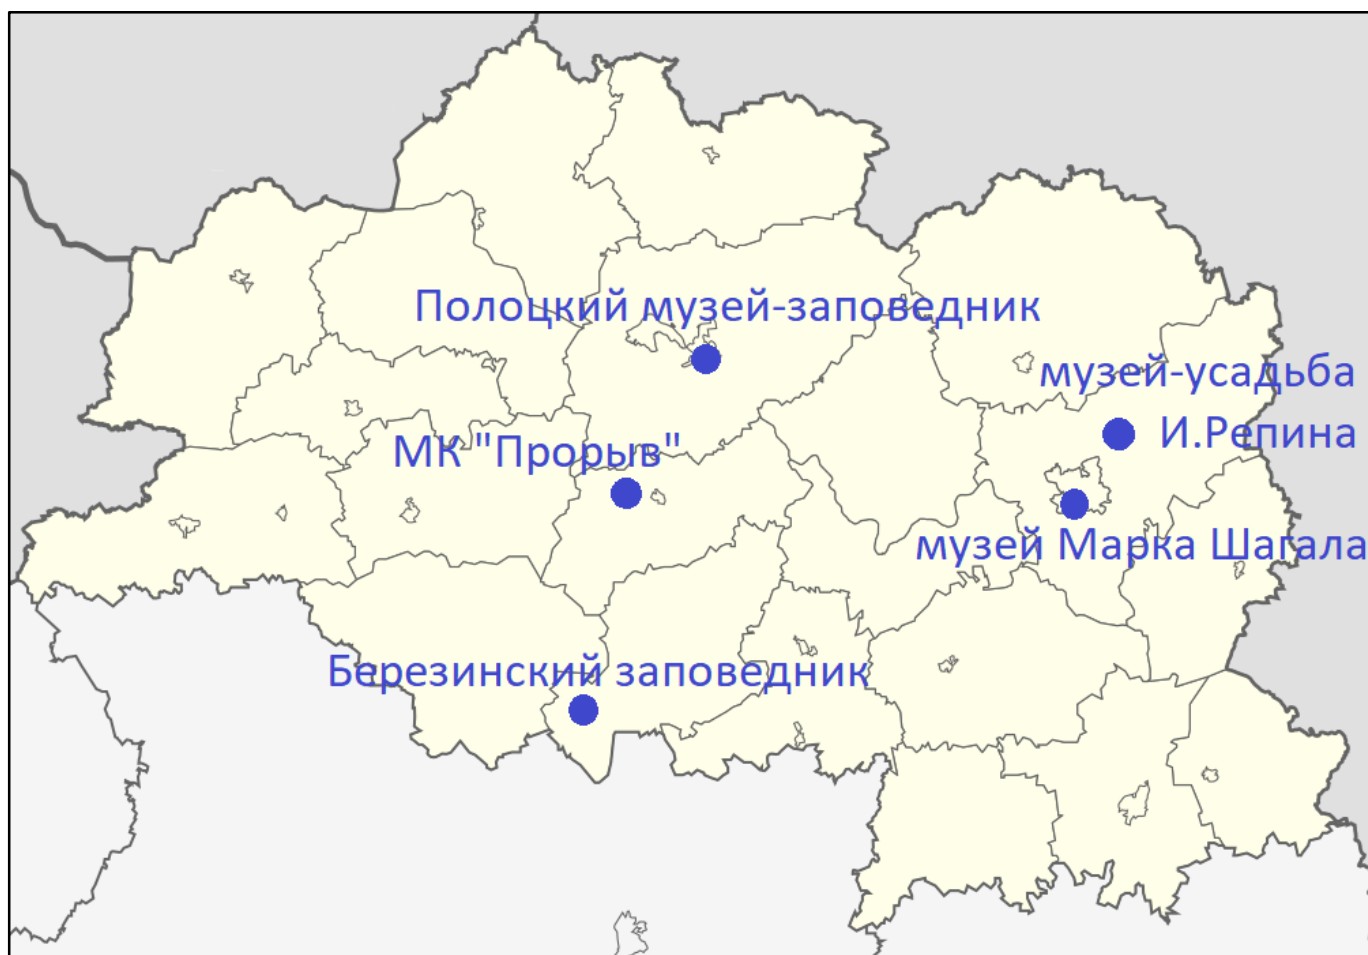 Полоцкий музей-заповедник
музей-усадьба
И.Репина
МК "Прорыв"
музей Марка Шагала
Березинский заповедник